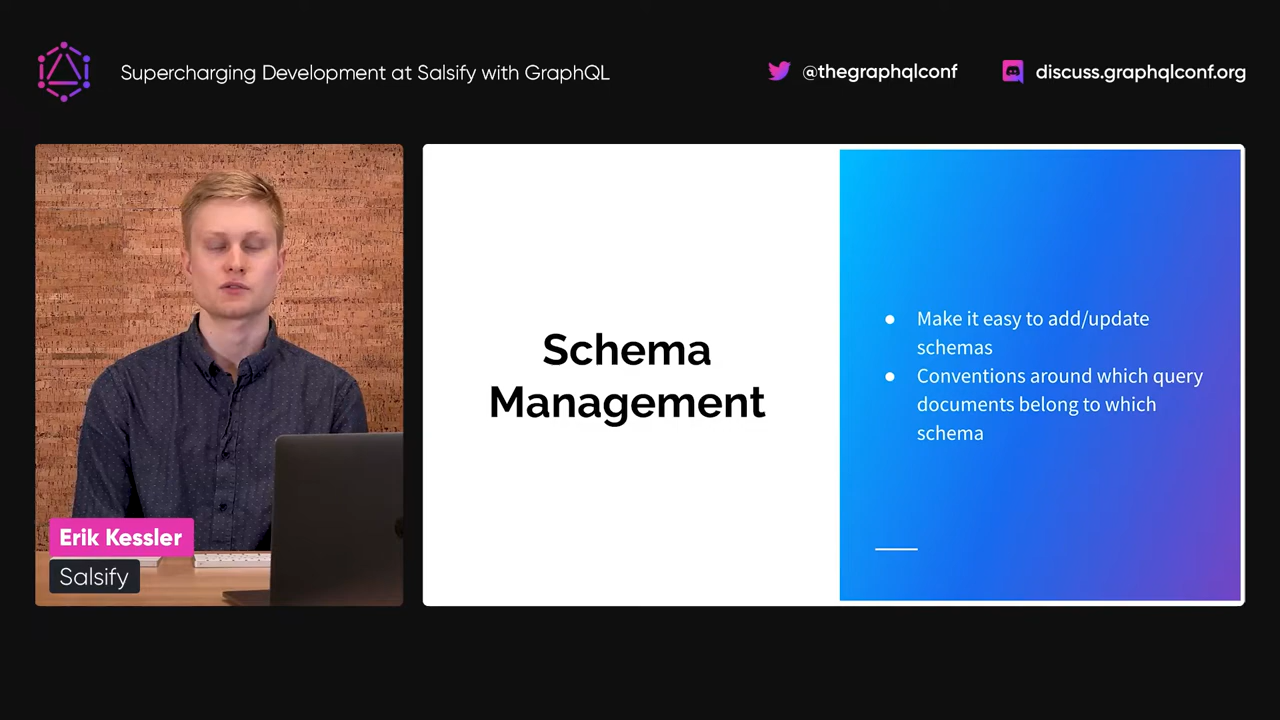 Supercharging Development at Salsify with GraphQL
@thegraphqlconf
discuss.graphqlconf.org
Erik Kessler
Salsify
Schema
Management
● Make it easy to add/update
schemas
● Conventions around which query
documents belong to which
schema